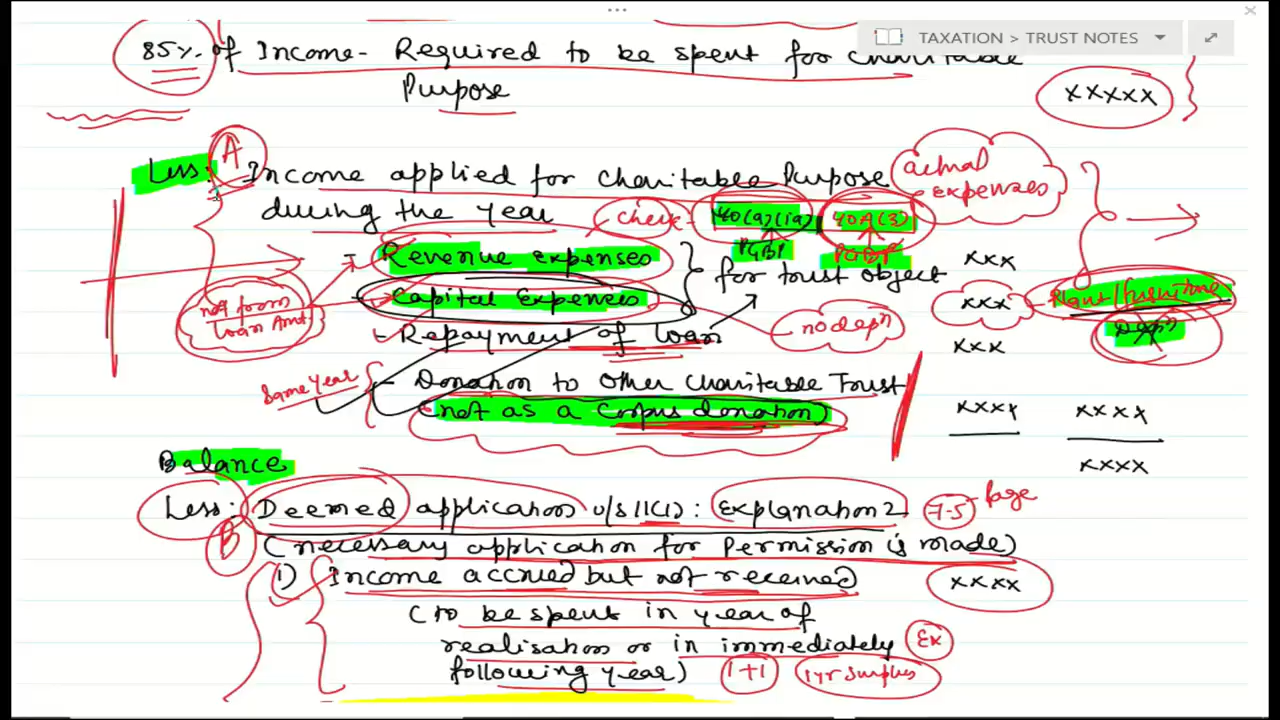 TAXATION > TRUST NOTES
85% of Income - Required to be spent for Charitable
Purpose
xxxxx
Less: A Income applied for charitable Purpose
during the year
actual expenses
check 40(a)(ia) 40A(3)
PGBP PGBP
- Revenue expenses
- Capital Expenses
for trust object
xxx
xxx
Plant/furniture
Depn
not form loan Amt
- Repayment of loan
no depn
xxx
Same year
- Donation to Other Charitable Trust
(not as a Corpus donation)
xxxx xxxx
Balance
xxxx
Less: Deemed application u/s 11(1): Explanation 2
7.5 - Page
B (necessary application for Permission is made)
1) Income accrued but not received
xxxx
(to be spent in year of
realisation or in immediately
following year)
Ex
1+1
1yr Surplus